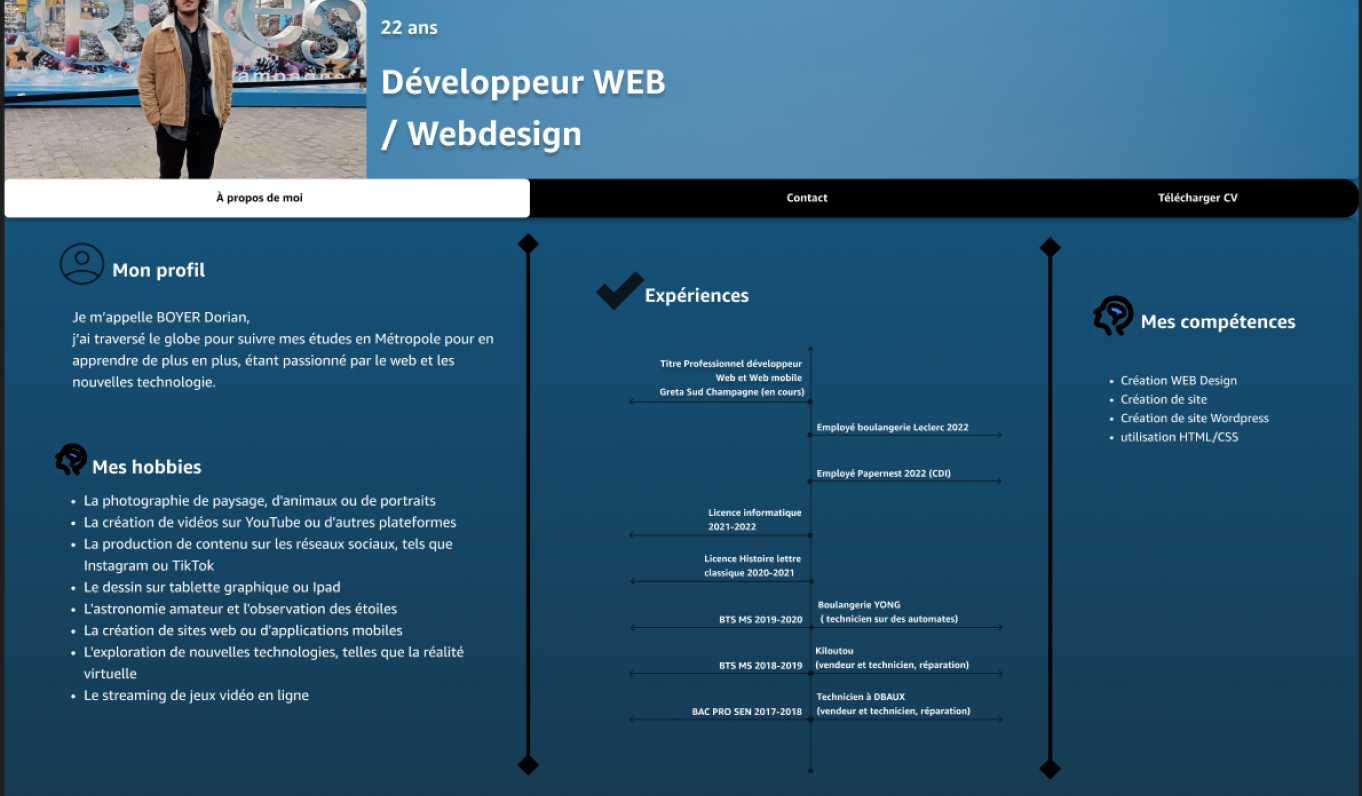 ampagne
22 ans
Développeur WEB
/ Webdesign
À propos de moi
Contact
Télécharger CV
Mon profil
Je m'appelle BOYER Dorian,
j'ai traversé le globe pour suivre mes études en Métropole pour en
apprendre de plus en plus, étant passionné par le web et les
nouvelles technologie.
Mes hobbies
• La photographie de paysage, d'animaux ou de portraits
• La création de vidéos sur YouTube ou d'autres plateformes
• La production de contenu sur les réseaux sociaux, tels que
Instagram ou TikTok
• Le dessin sur tablette graphique ou Ipad
• L'astronomie amateur et l'observation des étoiles
• La création de sites web ou d'applications mobiles
• L'exploration de nouvelles technologies, telles que la réalité
virtuelle
• Le streaming de jeux vidéo en ligne
Expériences
Titre Professionnel développeur
Web et Web mobile
Greta Sud Champagne (en cours)
Employé boulangerie Leclerc 2022
Employé Papernest 2022 (CDI)
Licence informatique
2021-2022
Licence Histoire lettre
classique 2020-2021
Boulangerie YONG
BTS MS 2019-2020
( technicien sur des automates)
Kiloutou
BTS MS 2018-2019
(vendeur et technicien, réparation)
Technicien à DBAUX
BAC PRO SEN 2017-2018
(vendeur et technicien, réparation)
Mes compétences
• Création WEB Design
• Création de site
• Création de site Wordpress
• utilisation HTML/CSS